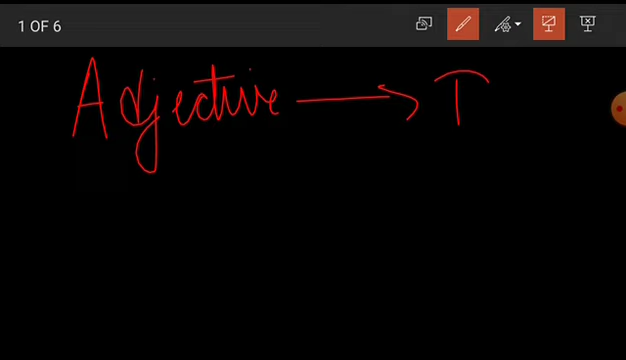 1 OF 6
Adjective → T